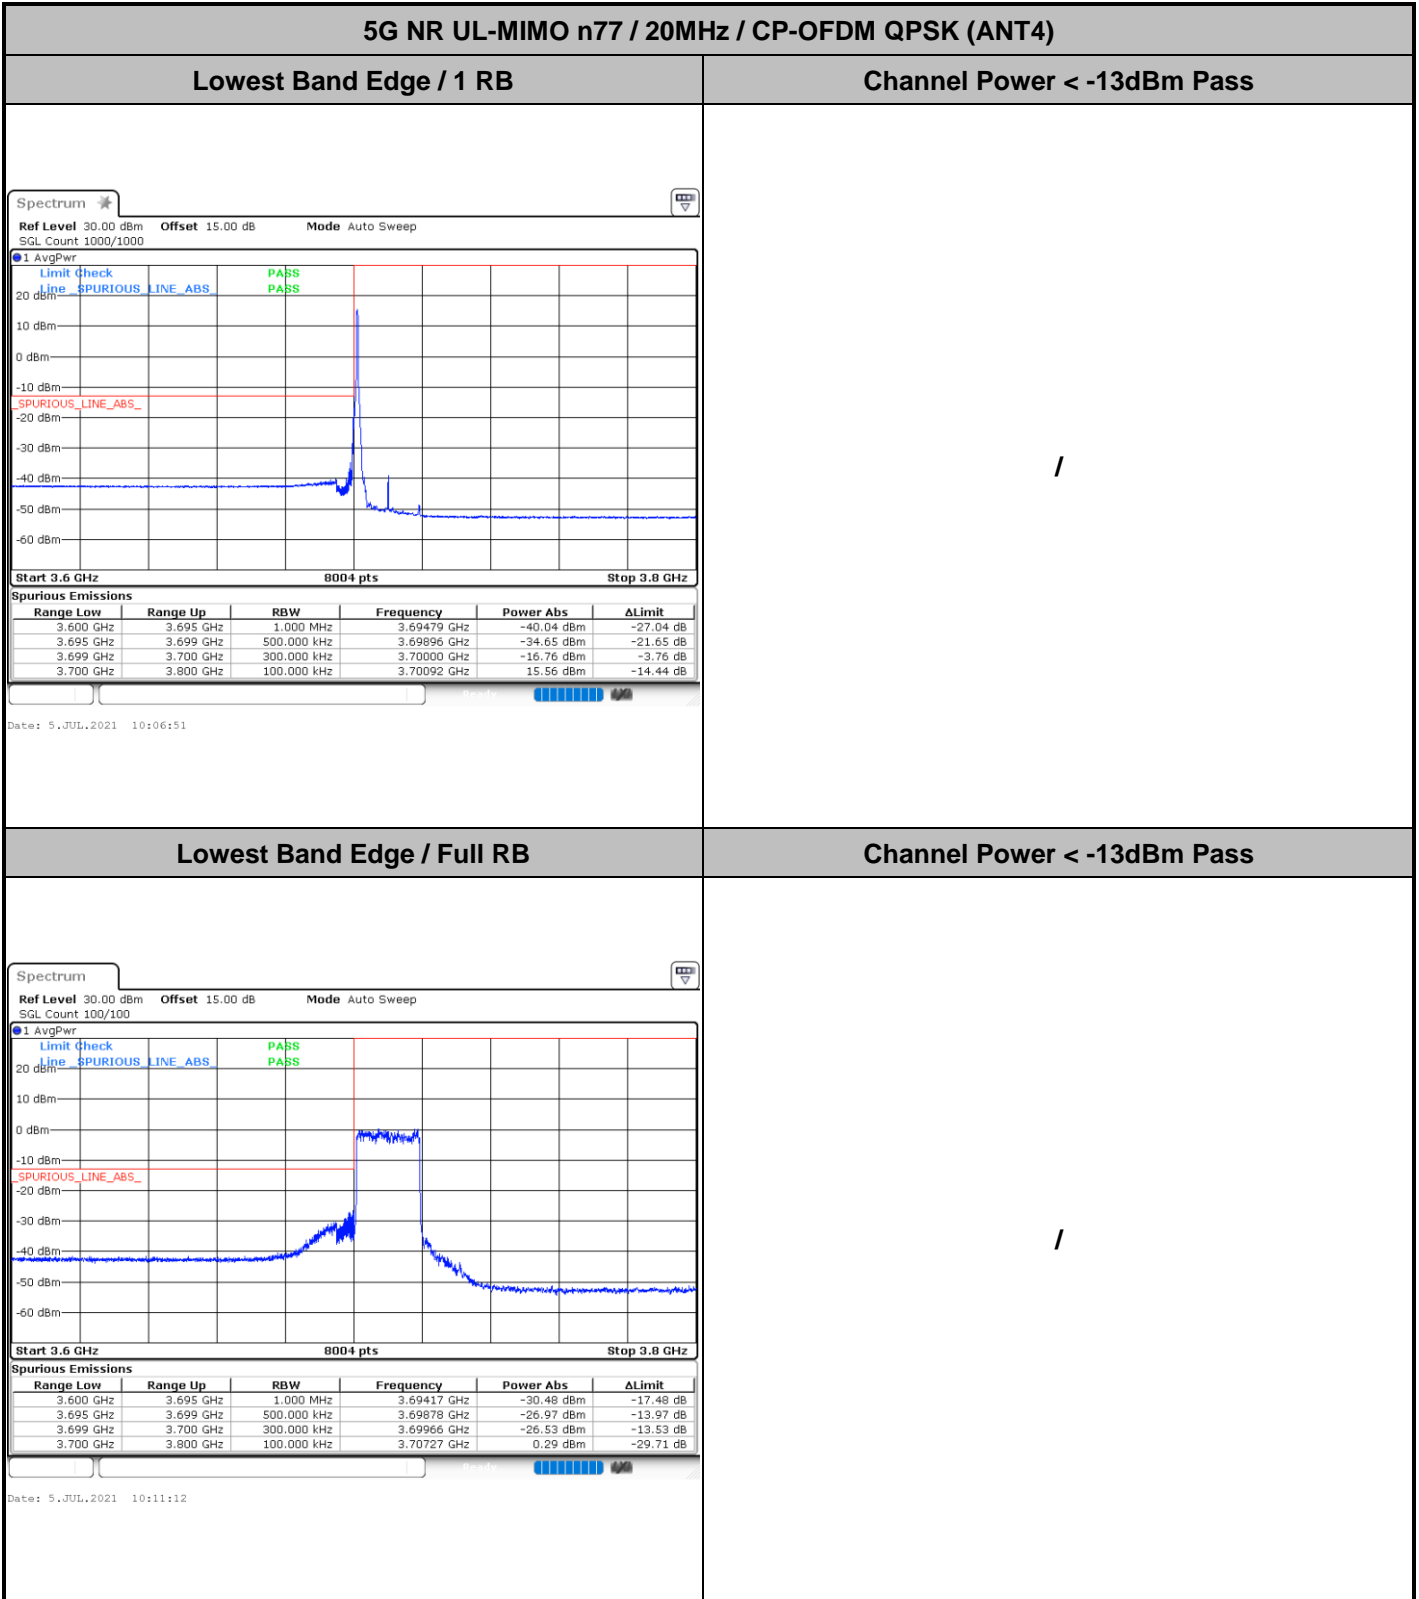 5G NR UL-MIMO n77 / 20MHz / CP-OFDM QPSK (ANT4)
Lowest Band Edge / 1 RB
Channel Power < -13dBm Pass
Spectrum
Ref Level 30.00 dBm Offset 15.00 dB Mode Auto Sweep
SGL Count 1000/1000
1 AvgPwr
Limit Check PASS
Line _SPURIOUS_LINE_ABS_ PASS
20 dBm
10 dBm
0 dBm
-10 dBm
_SPURIOUS_LINE_ABS_
-20 dBm
-30 dBm
-40 dBm
-50 dBm
-60 dBm
Start 3.6 GHz 8004 pts Stop 3.8 GHz
Spurious Emissions
Range Low Range Up RBW Frequency Power Abs ΔLimit
3.600 GHz 3.695 GHz 1.000 MHz 3.69479 GHz -40.04 dBm -27.04 dB
3.695 GHz 3.699 GHz 500.000 kHz 3.69896 GHz -34.65 dBm -21.65 dB
3.699 GHz 3.700 GHz 300.000 kHz 3.70000 GHz -16.76 dBm -3.76 dB
3.700 GHz 3.800 GHz 100.000 kHz 3.70092 GHz 15.56 dBm -14.44 dB
Ready
Date: 5.JUL.2021 10:06:51
/
Lowest Band Edge / Full RB
Channel Power < -13dBm Pass
Spectrum
Ref Level 30.00 dBm Offset 15.00 dB Mode Auto Sweep
SGL Count 100/100
1 AvgPwr
Limit Check PASS
Line _SPURIOUS_LINE_ABS_ PASS
20 dBm
10 dBm
0 dBm
-10 dBm
_SPURIOUS_LINE_ABS_
-20 dBm
-30 dBm
-40 dBm
-50 dBm
-60 dBm
Start 3.6 GHz 8004 pts Stop 3.8 GHz
Spurious Emissions
Range Low Range Up RBW Frequency Power Abs ΔLimit
3.600 GHz 3.695 GHz 1.000 MHz 3.69417 GHz -30.48 dBm -17.48 dB
3.695 GHz 3.699 GHz 500.000 kHz 3.69878 GHz -26.97 dBm -13.97 dB
3.699 GHz 3.700 GHz 300.000 kHz 3.69966 GHz -26.53 dBm -13.53 dB
3.700 GHz 3.800 GHz 100.000 kHz 3.70727 GHz 0.29 dBm -29.71 dB
Ready
Date: 5.JUL.2021 10:11:12
/